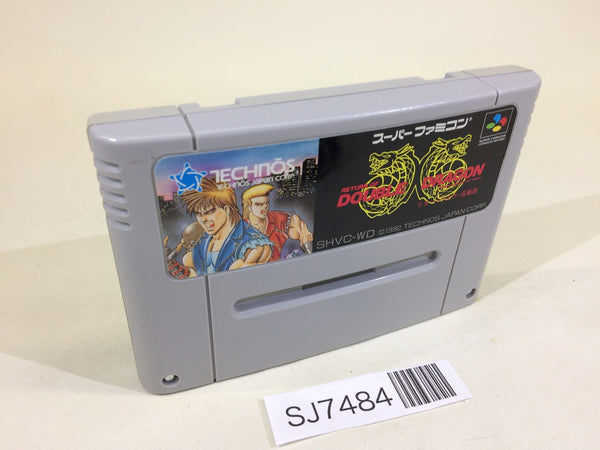 TECHNŌS
TECHNŌS JAPAN CORP.
スーパーファミコン
RETURN
DOUBLE DRAGON
SHVC-WD ©1992 TECHNOS JAPAN CORP.
SJ7484